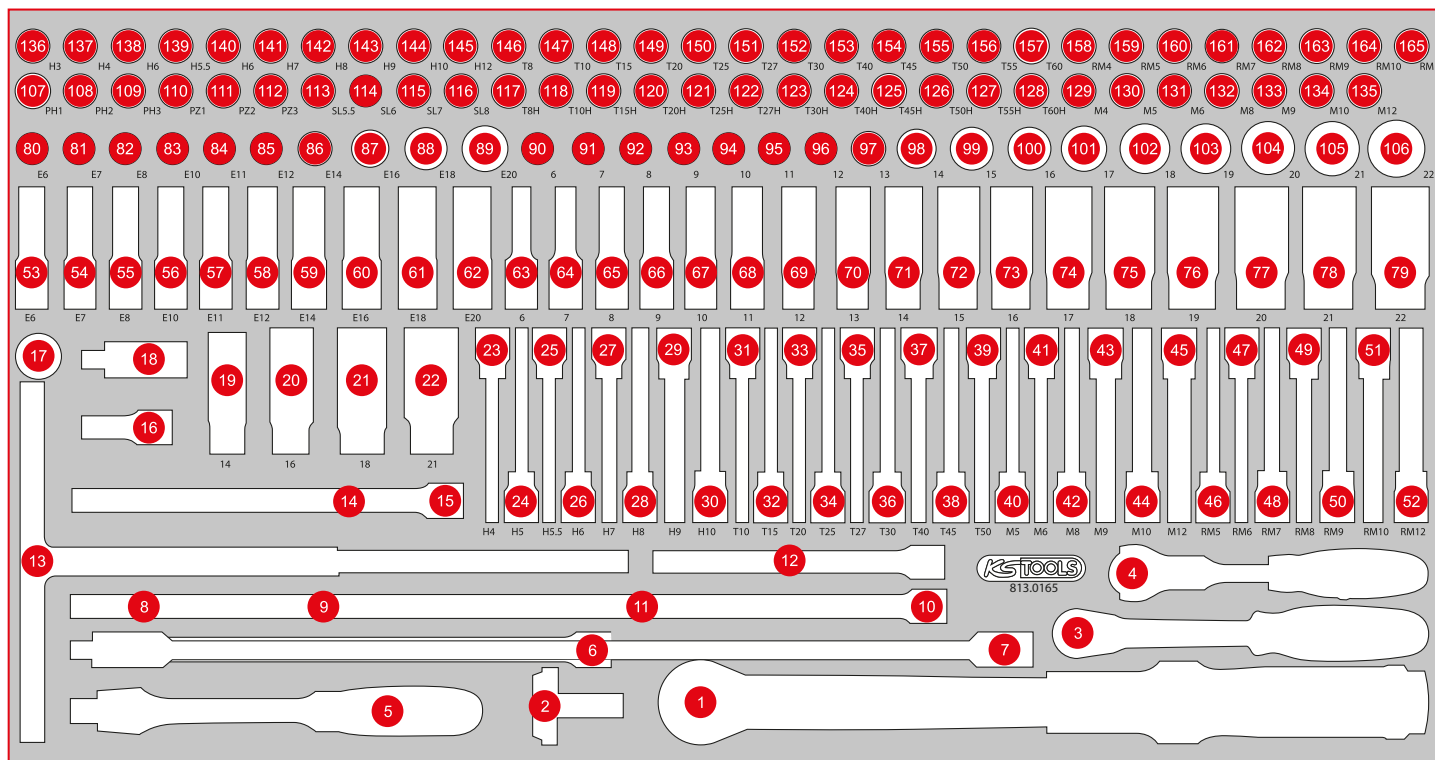 136 137 138 139 140 141 142 143 144 145 146 147 148 149 150 151 152 153 154 155 156 157 158 159 160 161 162 163 164 165
H3 H4 H6 H5.5 H6 H7 H8 H9 H10 H12 T8 T10 T15 T20 T25 T27 T30 T40 T45 T50 T55 T60 RM4 RM5 RM6 RM7 RM8 RM9 RM10 RM
107 108 109 110 111 112 113 114 115 116 117 118 119 120 121 122 123 124 125 126 127 128 129 130 131 132 133 134 135
PH1 PH2 PH3 PZ1 PZ2 PZ3 SL5.5 SL6 SL7 SL8 T8H T10H T15H T20H T25H T27H T30H T40H T45H T50H T55H T60H M4 M5 M6 M8 M9 M10 M12
80 81 82 83 84 85 86 87 88 89 90 91 92 93 94 95 96 97 98 99 100 101 102 103 104 105 106
E6 E7 E8 E10 E11 E12 E14 E16 E18 E20 6 7 8 9 10 11 12 13 14 15 16 17 18 19 20 21 22
53 54 55 56 57 58 59 60 61 62 63 64 65 66 67 68 69 70 71 72 73 74 75 76 77 78 79
E6 E7 E8 E10 E11 E12 E14 E16 E18 E20 6 7 8 9 10 11 12 13 14 15 16 17 18 19 20 21 22
17 18 23 25 27 29 31 33 35 37 39 41 43 45 47 49 51
19 20 21 22
16
14 16 18 21
14 15 24 26 28 30 32 34 36 38 40 42 44 46 48 50 52
H4 H5 H5.5 H6 H7 H8 H9 H10 T10 T15 T20 T25 T27 T30 T40 T45 T50 M5 M6 M8 M9 M10 M12 RM5 RM6 RM7 RM8 RM9 RM10 RM12
13 12 KS TOOLS 4
813.0165
8 9 11 10
3
6 7
5 2 1